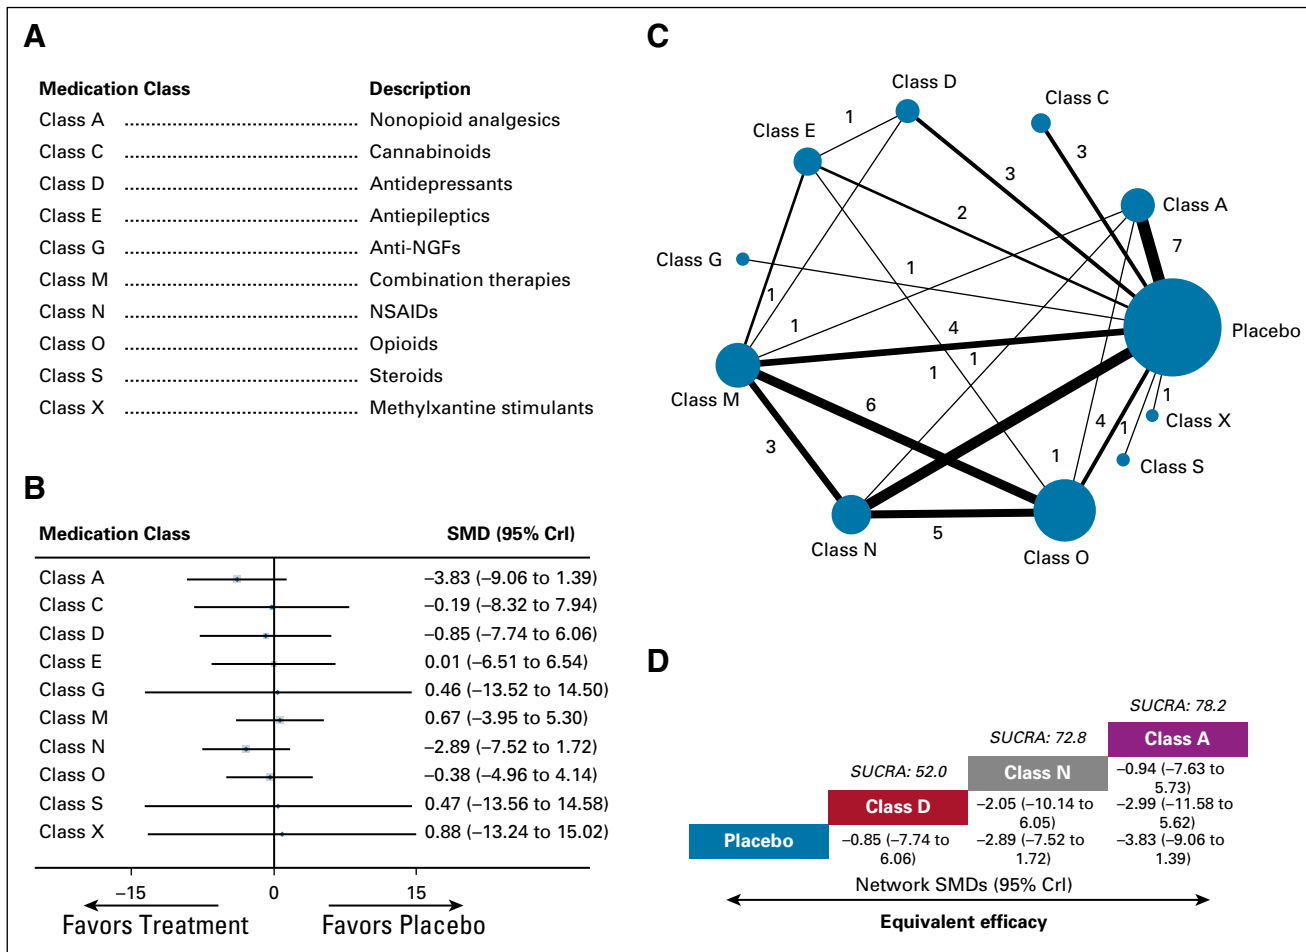 A
Medication Class Description
Class A ........................................... Nonopioid analgesics
Class C ........................................... Cannabinoids
Class D ........................................... Antidepressants
Class E ........................................... Antiepileptics
Class G ........................................... Anti-NGFs
Class M ........................................... Combination therapies
Class N ........................................... NSAIDs
Class O ........................................... Opioids
Class S ........................................... Steroids
Class X ........................................... Methylxantine stimulants
B
Medication Class SMD (95% CrI)
Class A –3.83 (–9.06 to 1.39)
Class C –0.19 (–8.32 to 7.94)
Class D –0.85 (–7.74 to 6.06)
Class E 0.01 (–6.51 to 6.54)
Class G 0.46 (–13.52 to 14.50)
Class M 0.67 (–3.95 to 5.30)
Class N –2.89 (–7.52 to 1.72)
Class O –0.38 (–4.96 to 4.14)
Class S 0.47 (–13.56 to 14.58)
Class X 0.88 (–13.24 to 15.02)
–15 0 15
Favors Treatment Favors Placebo
C
Class D
Class C
1
Class E
3
3
Class A
2
7
Class G
1
1
1
4
Placebo
1
1
Class M
6
1
4
1
Class X
3
1
Class S
5
Class N
Class O
D
SUCRA: 78.2
Class A
SUCRA: 72.8
Class N
–0.94 (–7.63 to
5.73)
SUCRA: 52.0
Class D
–2.05 (–10.14 to
6.05)
–2.99 (–11.58 to
5.62)
Placebo
–0.85 (–7.74 to
6.06)
–2.89 (–7.52 to
1.72)
–3.83 (–9.06 to
1.39)
Network SMDs (95% CrI)
Equivalent efficacy